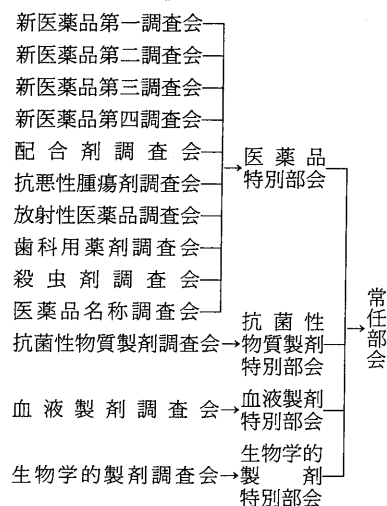 新医薬品第一調査会
新医薬品第二調査会
新医薬品第三調査会
新医薬品第四調査会
配合剤調査会
抗悪性腫瘍剤調査会
放射性医薬品調査会
歯科用薬剤調査会
殺虫剤調査会
医薬品名称調査会
抗菌性物質製剤調査会
血液製剤調査会
生物学的製剤調査会
医薬品
特別部会
抗菌性
物質製剤
特別部会
血液製剤
特別部会
生物学的
製剤
特別部会
常任部会